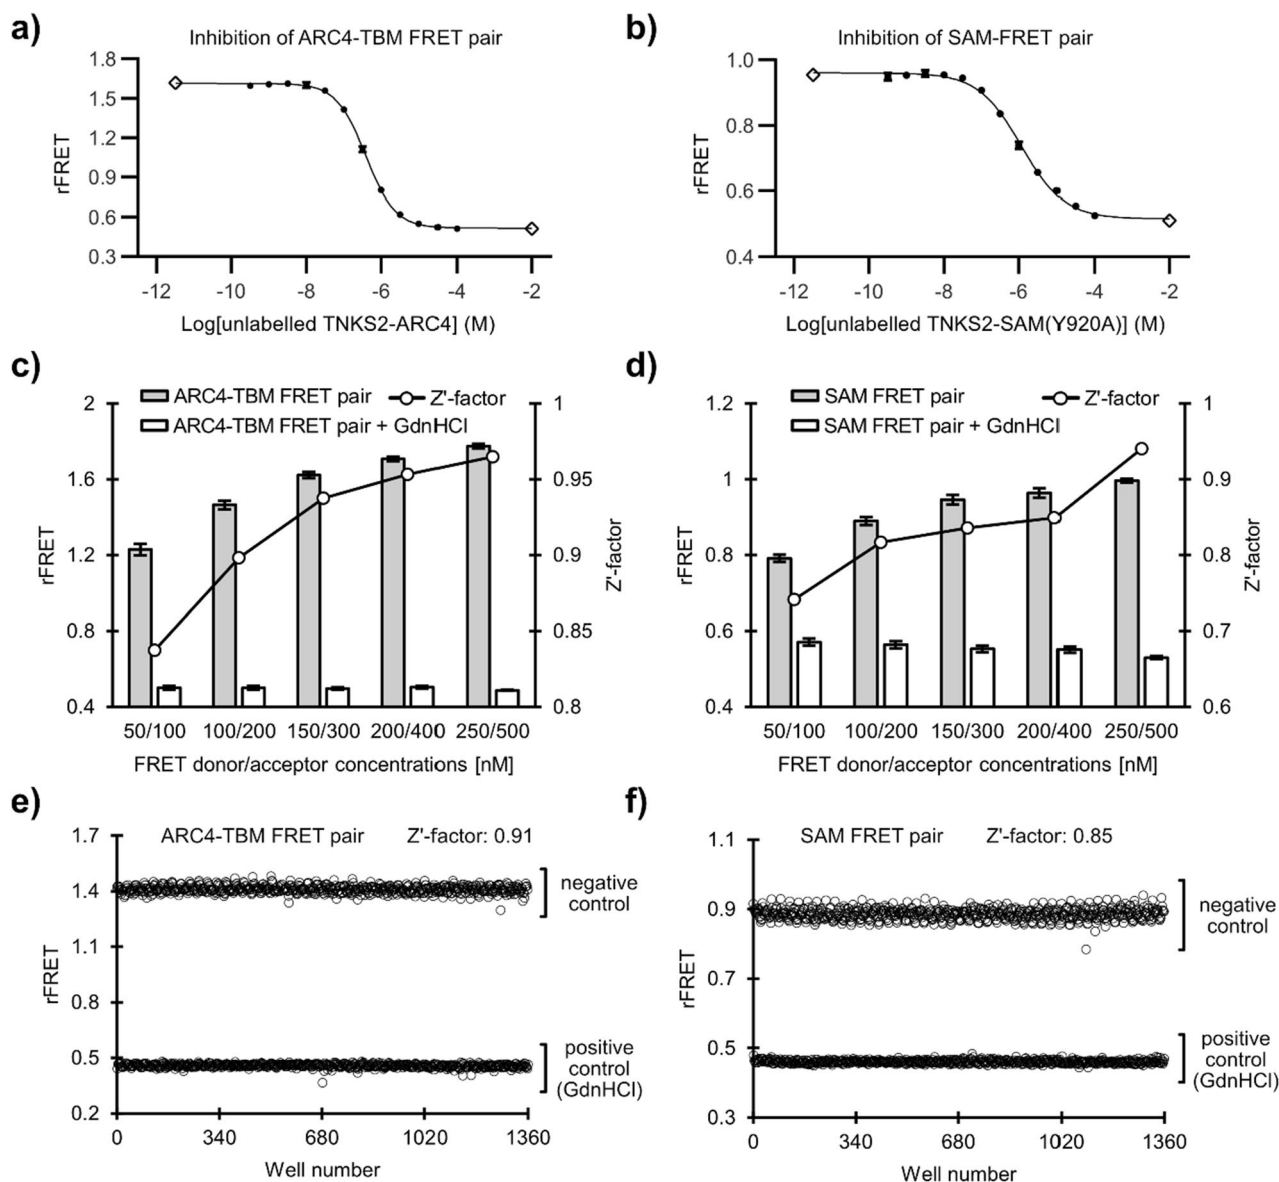 a)
Inhibition of ARC4-TBM FRET pair
1.8
1.5
1.2
0.9
0.6
0.3
rFRET
-12 -10 -8 -6 -4 -2
Log[unlabelled TNKS2-ARC4] (M)
b)
Inhibition of SAM-FRET pair
1.0
0.8
0.6
0.4
rFRET
-12 -10 -8 -6 -4 -2
Log[unlabelled TNKS2-SAM(Y920A)] (M)
c)
ARC4-TBM FRET pair
Z'-factor
ARC4-TBM FRET pair + GdnHCl
2
1.6
1.2
0.8
0.4
rFRET
1
0.95
0.9
0.85
0.8
Z'-factor
50/100 100/200 150/300 200/400 250/500
FRET donor/acceptor concentrations [nM]
d)
SAM FRET pair
Z'-factor
SAM FRET pair + GdnHCl
1.2
1
0.8
0.6
0.4
rFRET
1
0.9
0.8
0.7
0.6
Z'-factor
50/100 100/200 150/300 200/400 250/500
FRET donor/acceptor concentrations [nM]
e)
ARC4-TBM FRET pair Z'-factor: 0.91
1.7
1.4
1.1
0.8
0.5
0.2
rFRET
negative
control
positive
control
(GdnHCl)
0 340 680 1020 1360
Well number
f)
SAM FRET pair Z'-factor: 0.85
1.1
0.9
0.7
0.5
0.3
rFRET
negative
control
positive
control
(GdnHCl)
0 340 680 1020 1360
Well number